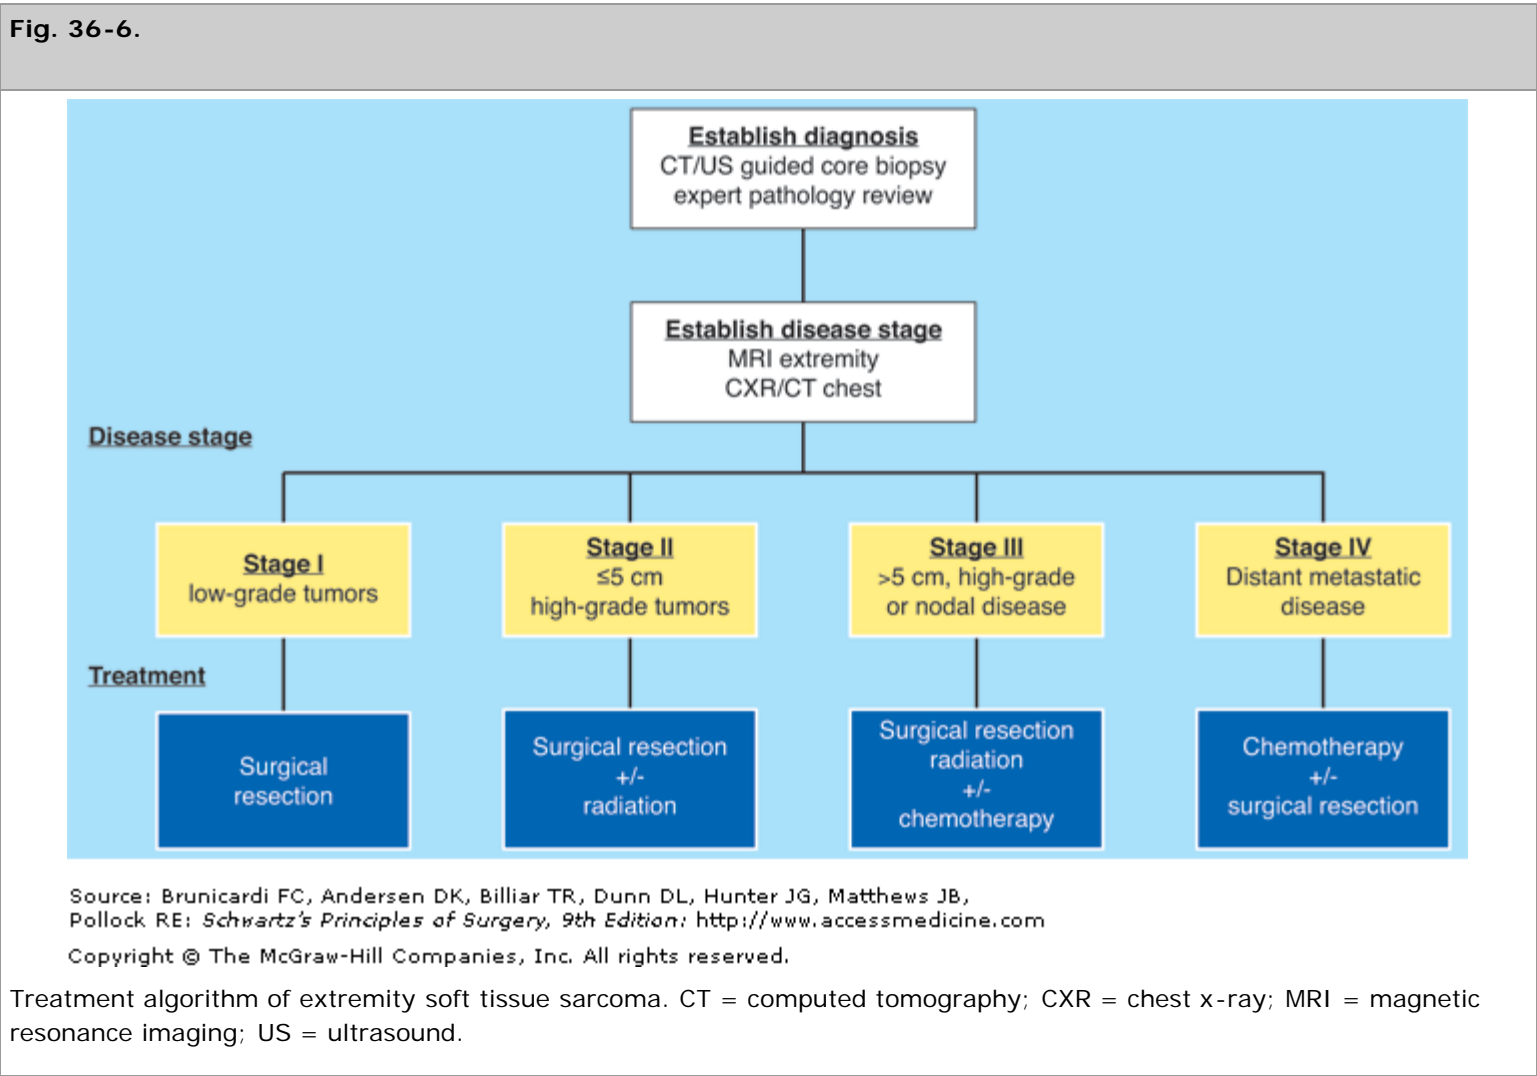 Fig. 36-6.
Establish diagnosis
CT/US guided core biopsy
expert pathology review
Establish disease stage
MRI extremity
CXR/CT chest
Disease stage
Stage I
low-grade tumors
Stage II
≤5 cm
high-grade tumors
Stage III
>5 cm, high-grade
or nodal disease
Stage IV
Distant metastatic
disease
Treatment
Surgical
resection
Surgical resection
+/-
radiation
Surgical resection
radiation
+/-
chemotherapy
Chemotherapy
+/-
surgical resection
Source: Brunicardi FC, Andersen DK, Billiar TR, Dunn DL, Hunter JG, Matthews JB,
Pollock RE: Schwartz's Principles of Surgery, 9th Edition: http://www.accessmedicine.com
Copyright © The McGraw-Hill Companies, Inc. All rights reserved.
Treatment algorithm of extremity soft tissue sarcoma. CT = computed tomography; CXR = chest x-ray; MRI = magnetic
resonance imaging; US = ultrasound.